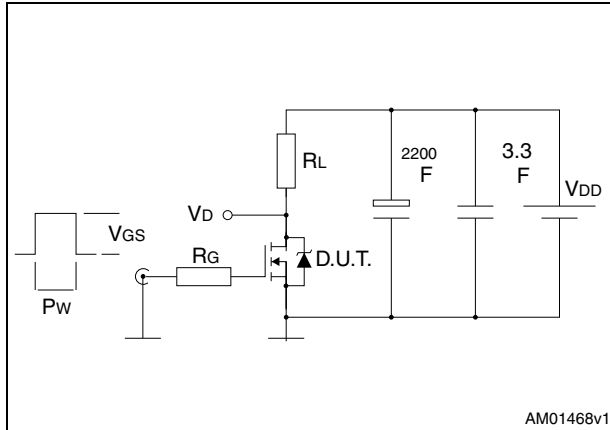 RL
2200
F
3.3
F
VDD
VD
VGS
RG
D.U.T.
PW
AM01468v1